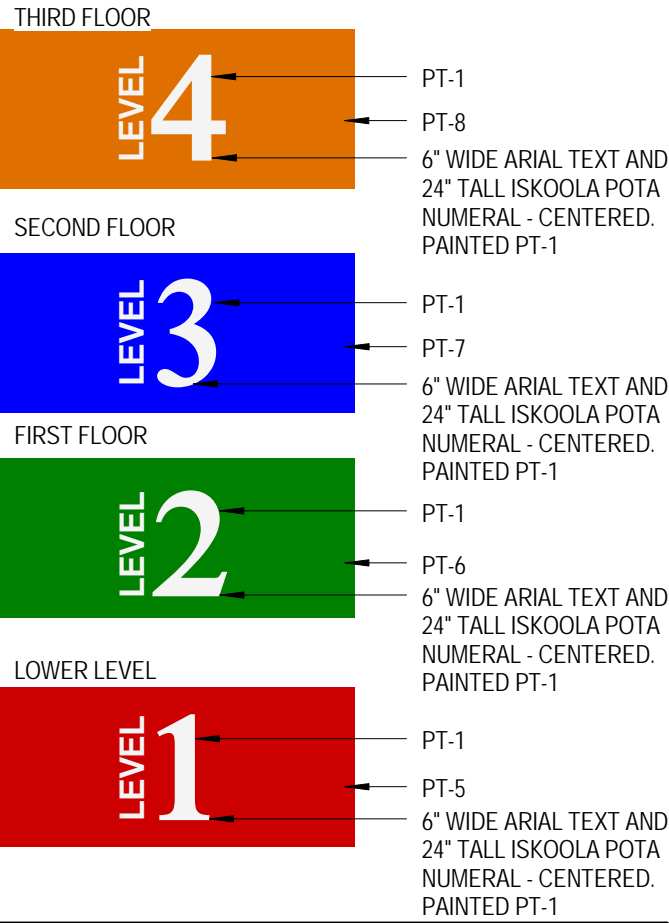 THIRD FLOOR
LEVEL
4
PT-1
PT-8
6" WIDE ARIAL TEXT AND
24" TALL ISKOOLA POTA
NUMERAL - CENTERED.
PAINTED PT-1
SECOND FLOOR
LEVEL
3
PT-1
PT-7
6" WIDE ARIAL TEXT AND
24" TALL ISKOOLA POTA
NUMERAL - CENTERED.
PAINTED PT-1
FIRST FLOOR
LEVEL
2
PT-1
PT-6
6" WIDE ARIAL TEXT AND
24" TALL ISKOOLA POTA
NUMERAL - CENTERED.
PAINTED PT-1
LOWER LEVEL
LEVEL
1
PT-1
PT-5
6" WIDE ARIAL TEXT AND
24" TALL ISKOOLA POTA
NUMERAL - CENTERED.
PAINTED PT-1